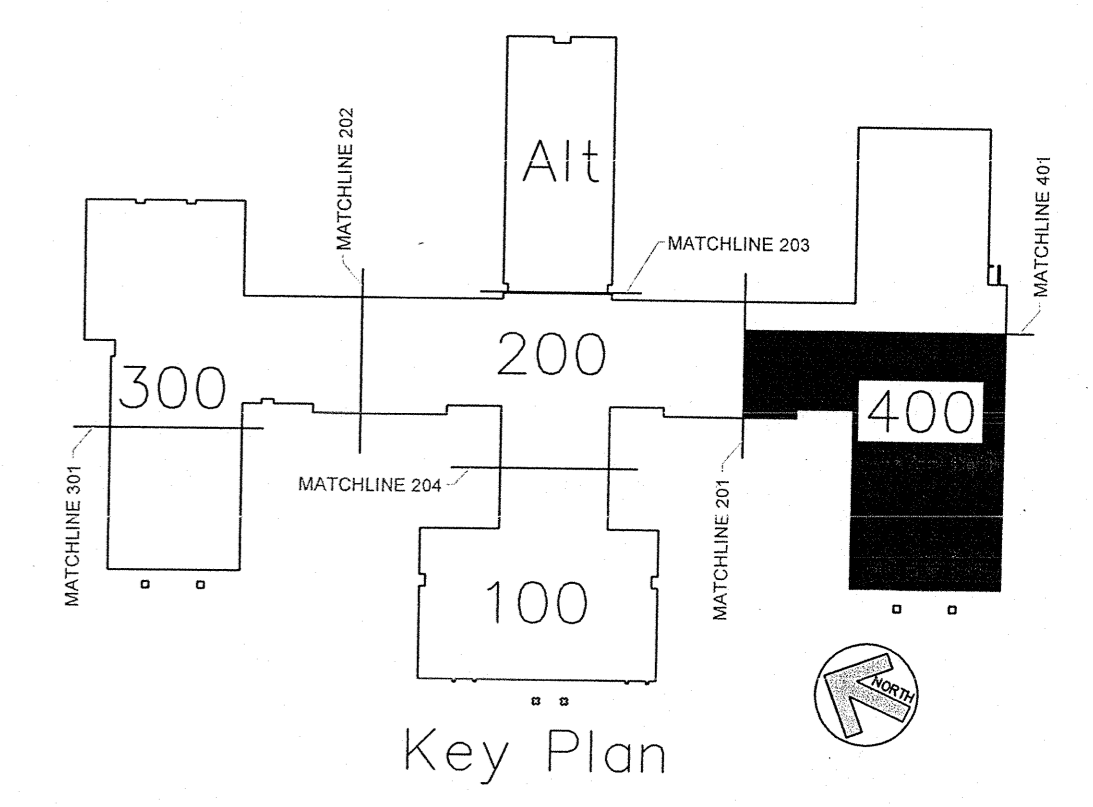 Alt
MATCHLINE 202
MATCHLINE 401
MATCHLINE 203
200
300
400
MATCHLINE 301
MATCHLINE 204
MATCHLINE 201
100
NORTH
Key Plan